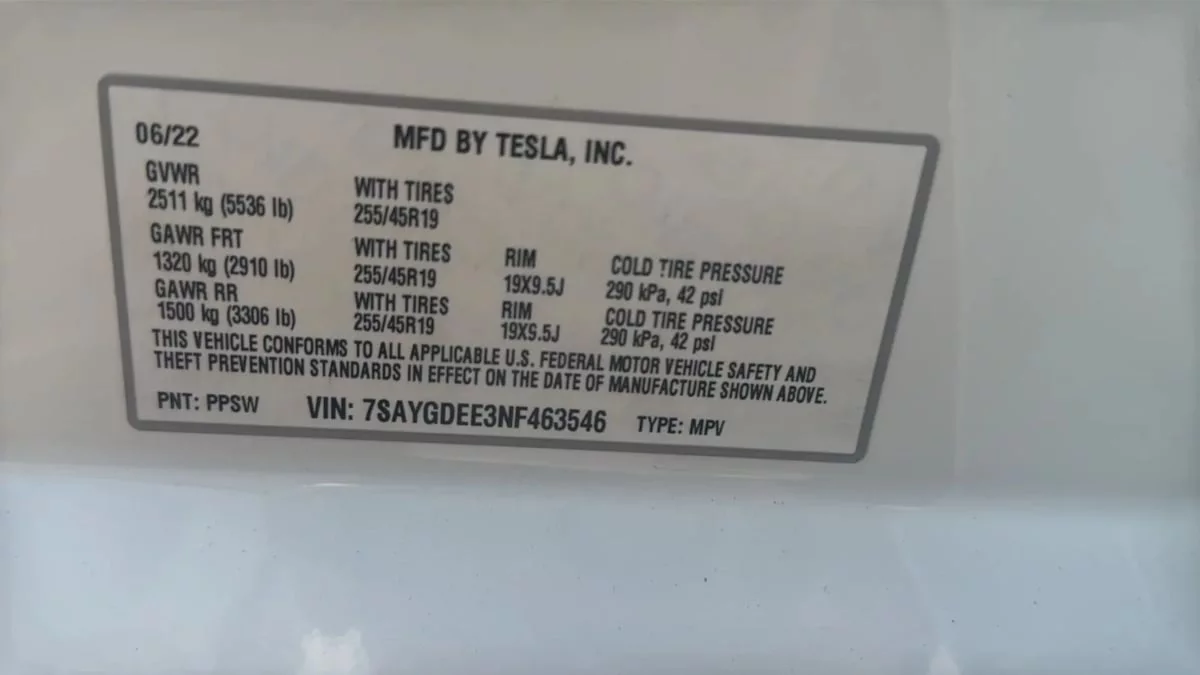 06/22 MFD BY TESLA, INC.
GVWR WITH TIRES
2511 kg (5536 lb) 255/45R19
GAWR FRT WITH TIRES RIM COLD TIRE PRESSURE
1320 kg (2910 lb) 255/45R19 19X9.5J 290 kPa, 42 psi
GAWR RR WITH TIRES RIM COLD TIRE PRESSURE
1500 kg (3306 lb) 255/45R19 19X9.5J 290 kPa, 42 psi
THIS VEHICLE CONFORMS TO ALL APPLICABLE U.S. FEDERAL MOTOR VEHICLE SAFETY AND
THEFT PREVENTION STANDARDS IN EFFECT ON THE DATE OF MANUFACTURE SHOWN ABOVE.
PNT: PPSW VIN: 7SAYGDEE3NF463546 TYPE: MPV